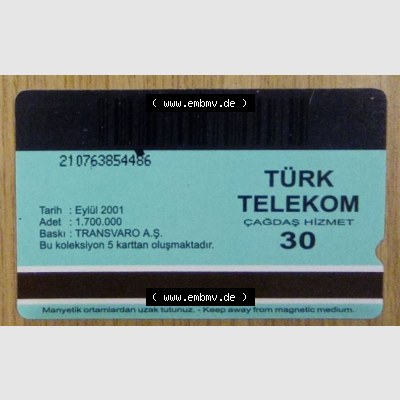 ( www.embmv.de )
210763854486
TÜRK
TELEKOM
ÇAĞDAŞ HİZMET
30
Tarih : Eylül 2001
Adet : 1.700.000
Baskı : TRANSVARO A.Ş.
Bu koleksiyon 5 karttan oluşmaktadır.
( www.embmv.de )
Manyetik ortamlardan uzak tutunuz. - Keep away from magnetic medium.